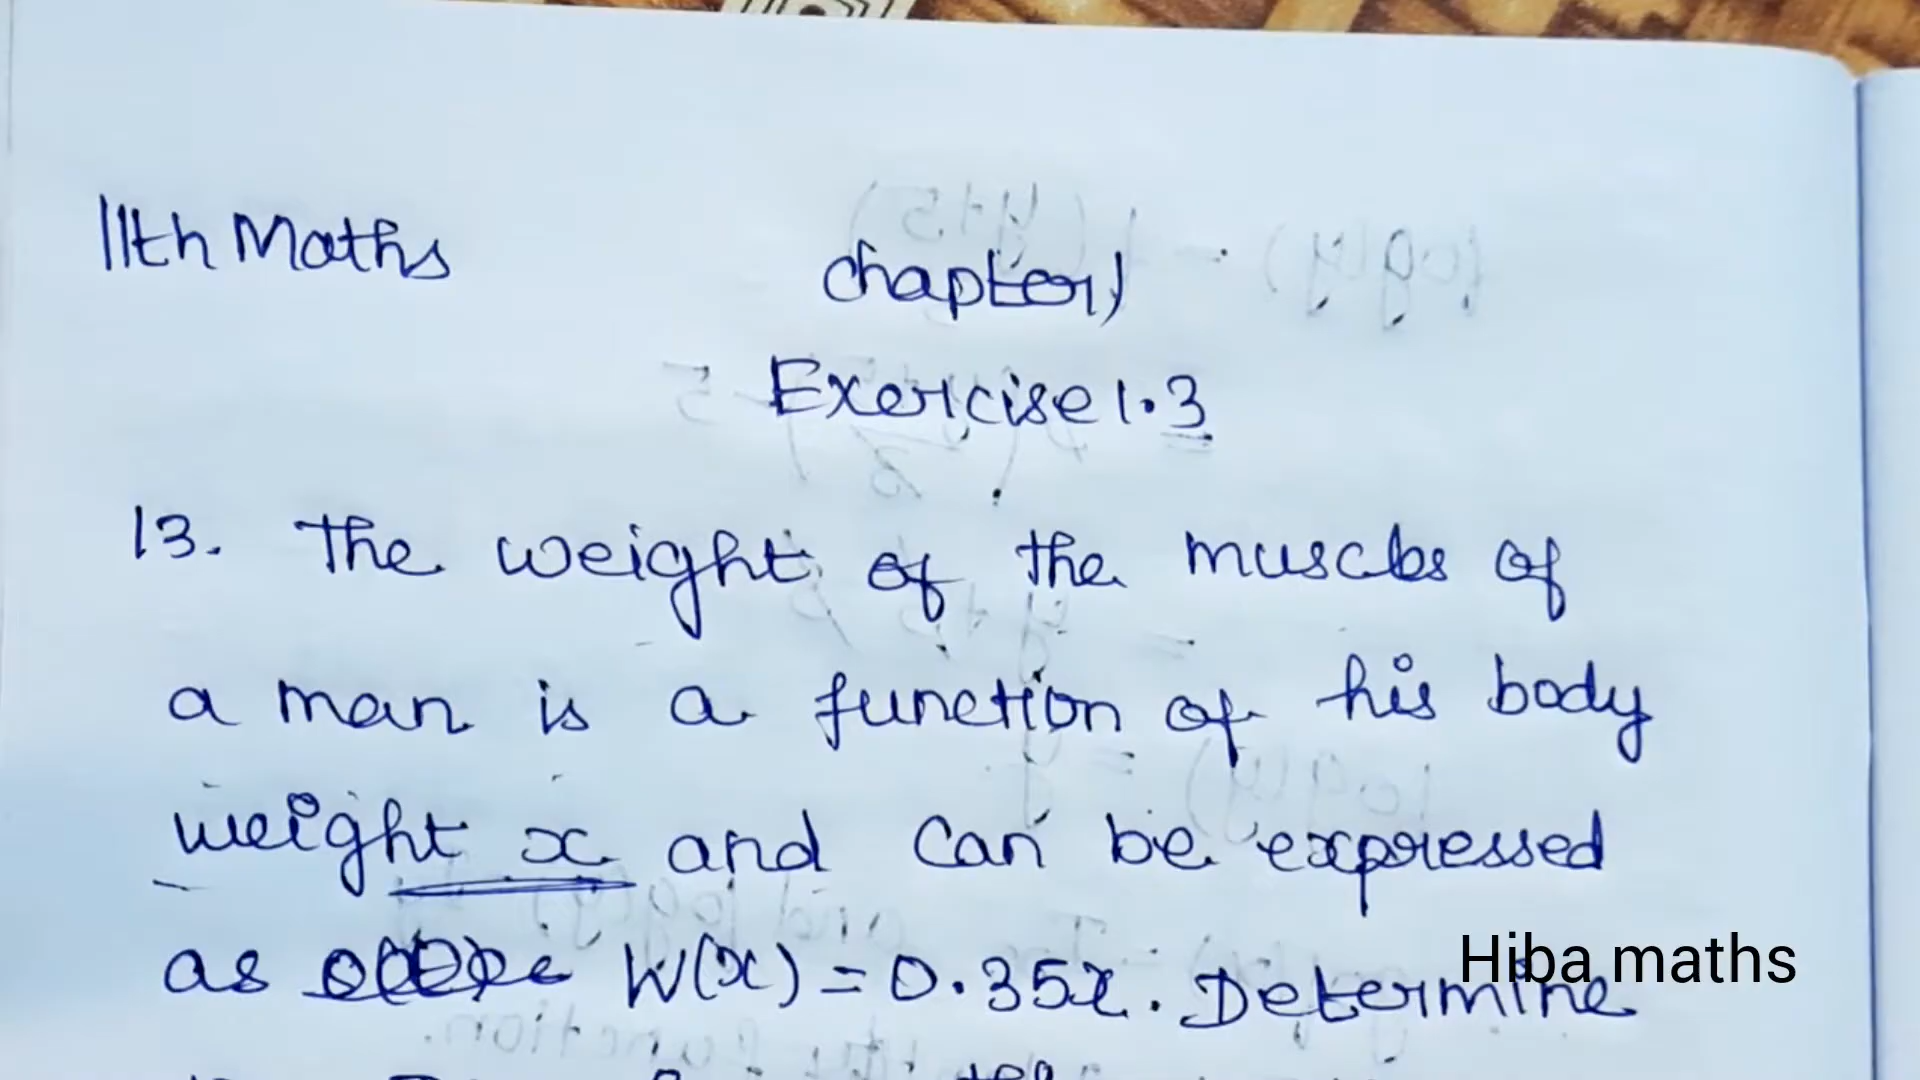 11th Maths
chapter 1
Exercise 1.3
13. The weight of the muscles of
a man is a function of his body
weight x and can be expressed
as W(x) = 0.35x. Determine
Hiba maths